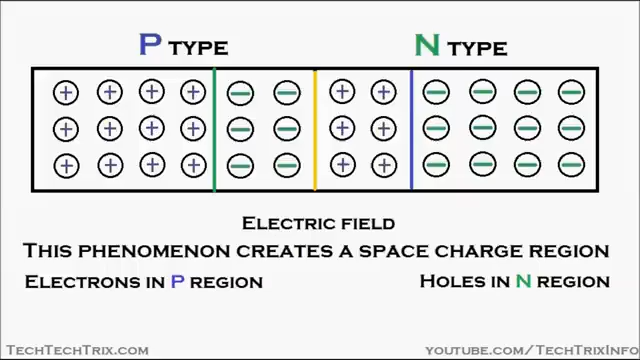 P TYPE
N TYPE
ELECTRIC FIELD
THIS PHENOMENON CREATES A SPACE CHARGE REGION
ELECTRONS IN P REGION
HOLES IN N REGION
TECHTECHTRIX.COM
YOUTUBE.COM/TECHTRIXINFO